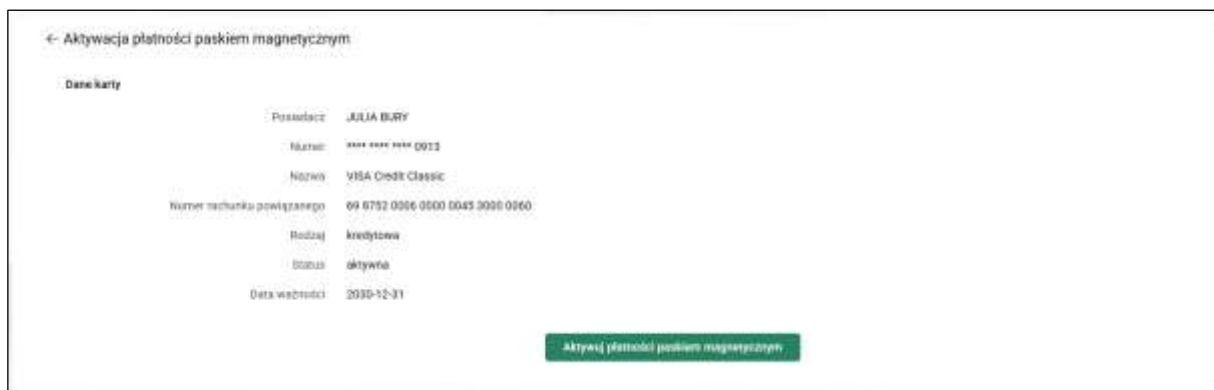 ← Aktywacja płatności paskiem magnetycznym
Dane karty
Posiadacz JULIA BURY
Numer **** **** **** 0913
Nazwa VISA Credit Classic
Numer rachunku powiązanego 69 8752 0006 0000 0045 3000 0060
Rodzaj kredytowa
Status aktywna
Data ważności 2030-12-31
Aktywuj płatności paskiem magnetycznym